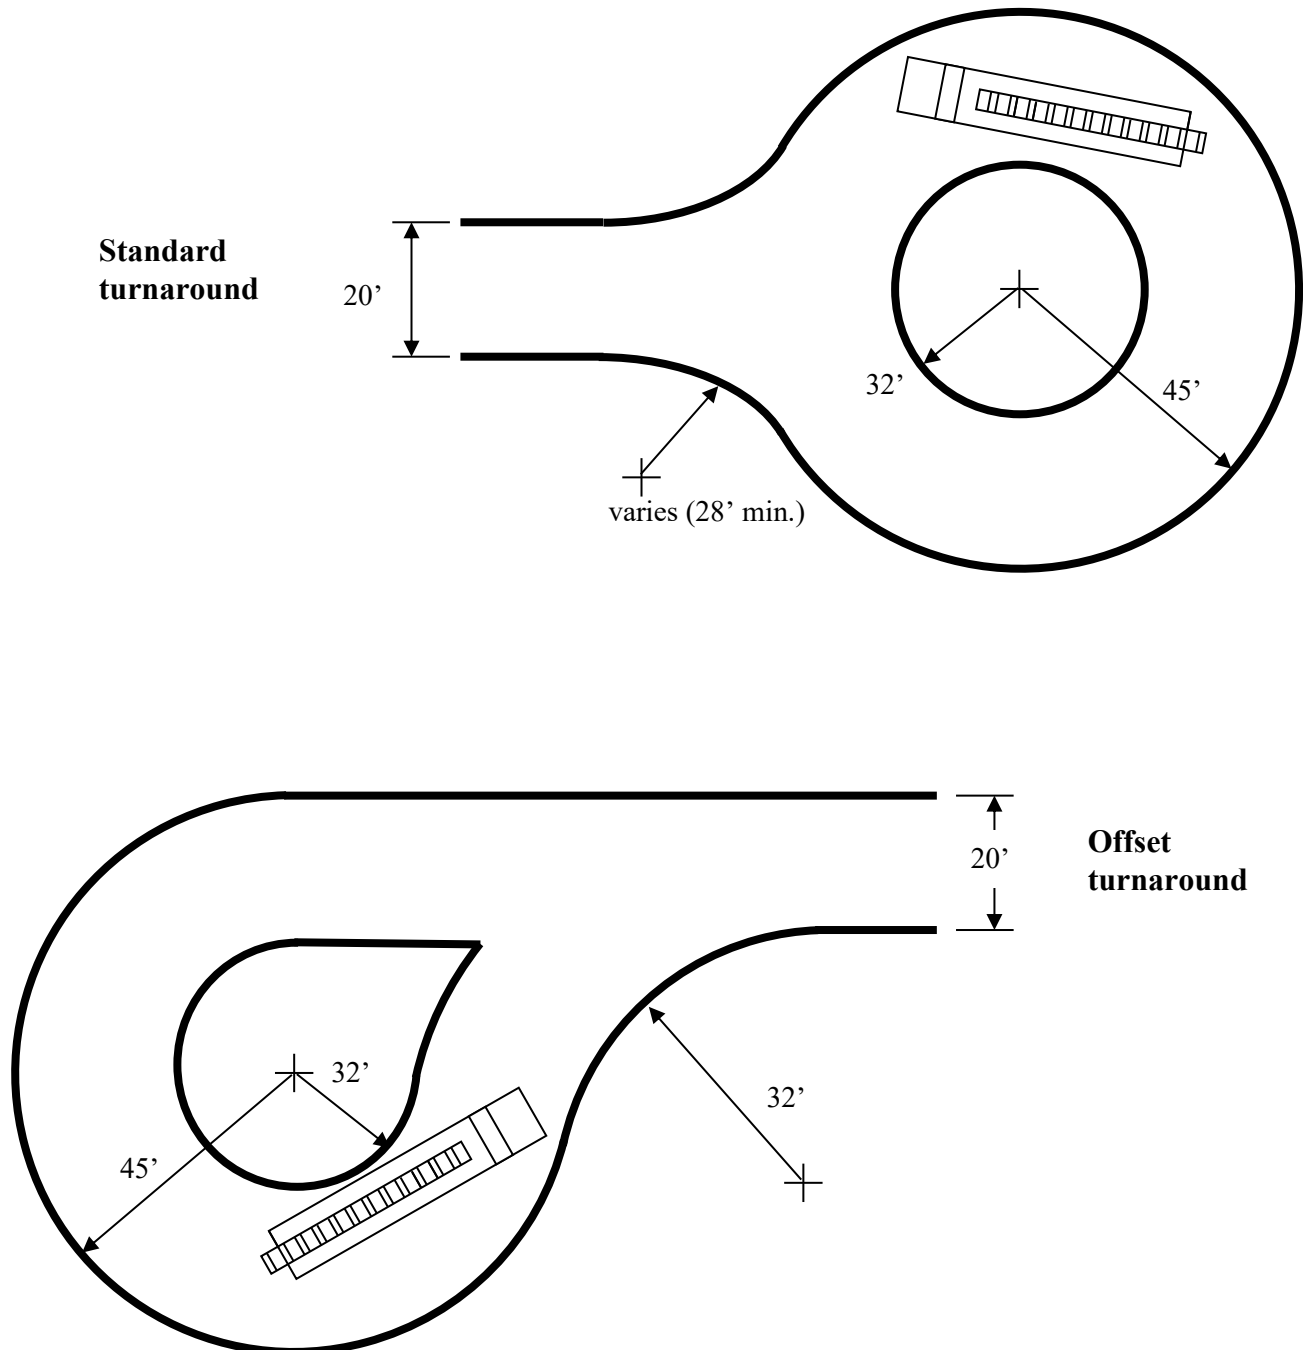 Standard
turnaround
20’
32’
45’
varies (28’ min.)
20’
Offset
turnaround
32’
32’
45’